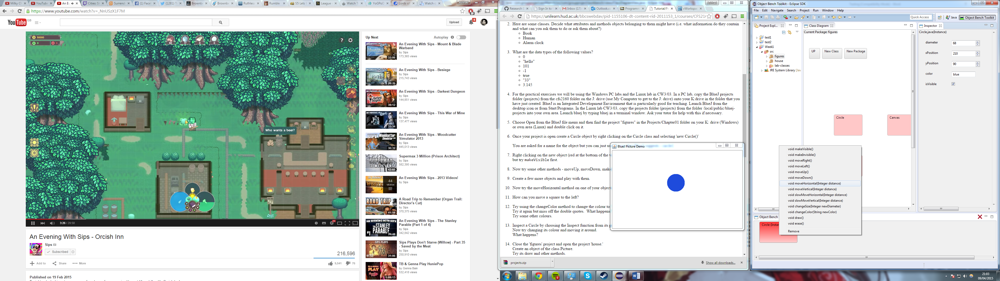 Milky C
YouTube
An E
Cities: S
Surrend
(1) Face
(1281) T
Brownb
Brownb
Ruthless
Rumble
S5 Lets
League
Watch T
YoGPoD
Lords of
Watch c
Ashhad
https://www.youtube.com/watch?v=_NnUSzX1F7M
YouTube GB
Upload
4
50000
0
0
62
17
0
0
Who wants a beer?
3:26 / 29:58
HD
An Evening With Sips - Orcish Inn
Sips
Subscribed
216,596
Add to
Share
More
9,541
76
Published on 19 Feb 2015
Up Next
Autoplay
An Evening With Sips - Mount & Blade
Warband
by Sips
173,365 views
32:06
An Evening With Sips - Besiege
by Sips
215,743 views
20:25
An Evening With Sips - Darkest Dungeon
by Sips
144,851 views
39:12
An Evening With Sips - This War of Mine
by Sips
137,477 views
33:34
An Evening With Sips - Woodcutter
Simulator 2013
by Sips
445,013 views
30:32
Supermax 3 Million (Prison Architect)
by Sips
582,395 views
43:07
An Evening With Sips - 2013 Videos!
by Sips
44
VIDEOS
A Road Trip to Remember (Organ Trail:
Director's Cut)
by Sips
370,375 views
ROAD TRIP
41:56
An Evening With Sips - The Stanley
Parable (Part 1 of 4)
by Sips
342,842 views
20:48
Sips Plays Don't Starve (Willow) - Part 35
- Saved by the Meat
by Sips
250,910 views
31:06
TB & Genna Play HuniePop
by Genna Bain
532,418 views
1:09:13
Research
Sign In to
Inbox (17)
Outlook.c
Programm
Tutorial/P
vWorkspa
Ashhad
https://unilearn.hud.ac.uk/bbcswebdav/pid-1155106-dt-content-rid-2011153_1/courses/CFS21
2. Here are some classes. Decide what attributes and methods objects belonging to them might have (i.e. what information do they contain
and what can you ask them to do or ask them about?)
Book
Human
Alarm clock
3. What are the data types of the following values?
0
"hello"
101
-1
true
"33"
3.145
4. For the practical exercises we will be using the Windows PC labs and the Linux lab in CW3/03. In a PC lab, copy the BlueJ projects
folder (projects) from the cfs2160 folder on the J: drive (use My Computer to get to the J: drive) onto your K:drive in the folder that you
have just created. BlueJ is an Integrated Development Environment that is particularly good for teaching. Launch BlueJ from the
desktop icon or from Start/Programs. In the Linux lab CW3/03, copy the projects folder (projects) from the folder /local/public/bluej-
projects into your own area. Launch bluej by typing bluej in a terminal window. Ask your tutor for help with this if necessary.
5. Choose Open from the BlueJ file menu and then find the project "figures" in the Projects/Chapter01 folder on your K: drive (Windows)
or own area (Linux) and double click on it.
6. Once your project is open create a Circle object by right clicking on the Circle class and selecting 'new Circle()'
You are asked for a name for the object but you can just us
7. Right clicking on the new object (red at the bottom of the
but try makeVisible first.
8. Now try some other methods - moveUp, moveDown, mak
9. Create a few more objects and play with them.
10. Now try the moveHorizontal method on one of your object
11. How can you move a square to the left?
12. Try using the changeColor method to change the colour to
Try it again but miss off the double quotes. What happens
Try some other colours.
13. Inspect a Circle by choosing the Inspect function from its
Now try changing its colour and moving it around.
What happens?
14. Close the 'figures' project and open the project 'house.'
Create an object of the class Picture.
Try its draw and other methods.
BlueJ Picture Demo
projects.zip
Show all downloads...
Object Bench Toolkit - Eclipse SDK
File Edit Navigate Search Project Run Window Help
Quick Access
Java
Object Bench Toolkit
Project Expl...
test1
test2
Week1
src
figures
house
lab-classes
JRE System Library [Jav
Class Diagram
Current Package: figures
UP
New Class
New Package
Circle
Canvas
void makeVisible()
void makeInvisible()
void moveRight()
void moveLeft()
void moveUp()
void moveDown()
void moveHorizontal(Integer distance)
void moveVertical(Integer distance)
void slowMoveHorizontal(Integer distance)
void slowMoveVertical(Integer distance)
void changeSize(Integer newDiameter)
void changeColor(String newColor)
void draw()
void erase()
Remove
Inspector
Circle.java(Instance)
diameter
68
xPosition
210
yPosition
90
color
blue
isVisible
Object Bench
Circle (Instan
21:03
09/04/2015